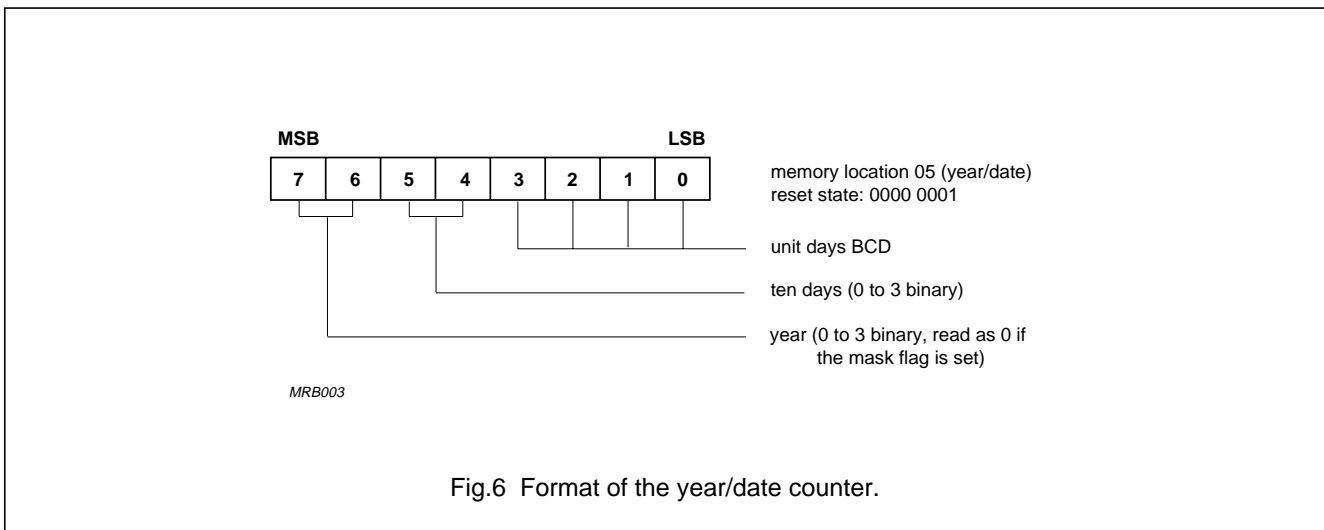 MSB LSB
7 6 5 4 3 2 1 0
memory location 05 (year/date)
reset state: 0000 0001
unit days BCD
ten days (0 to 3 binary)
year (0 to 3 binary, read as 0 if
the mask flag is set)
MRB003
Fig.6 Format of the year/date counter.